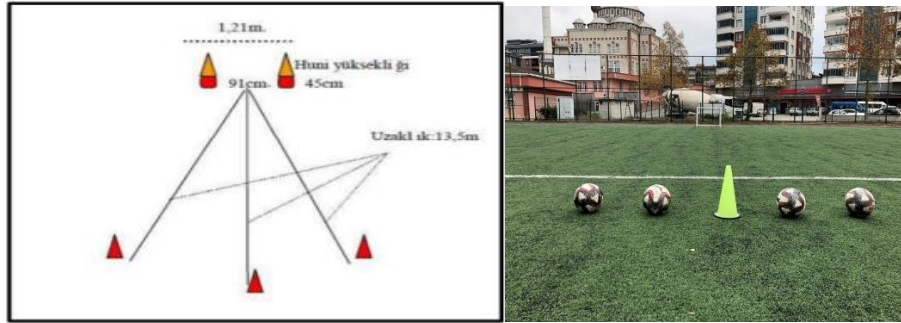 1,21m.
Huni yüksekli ği
91cm. 45cm
Uzakl ık:13,5m